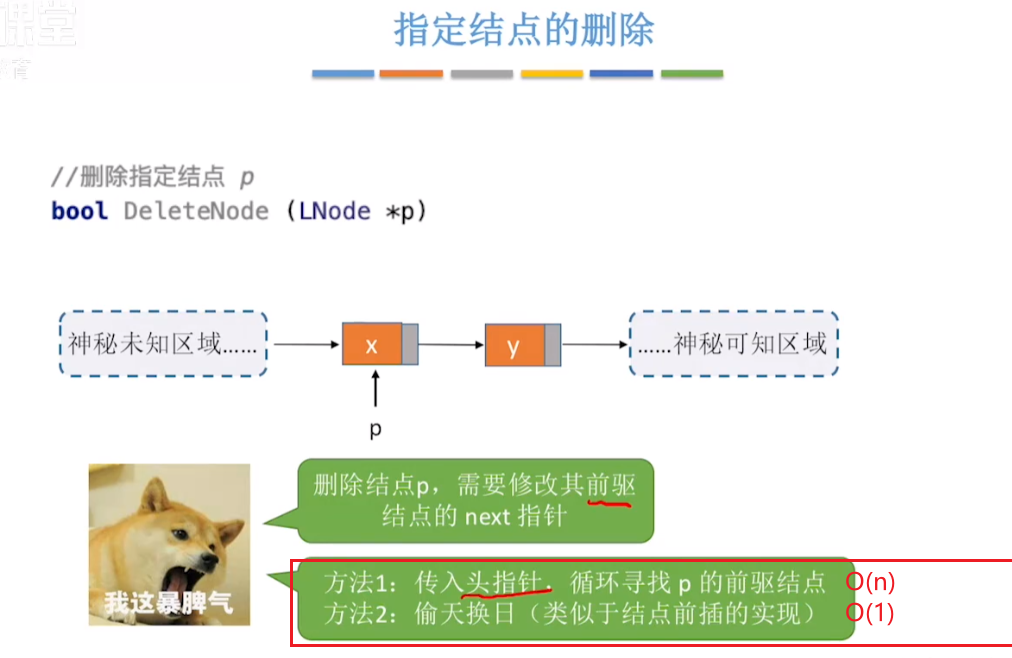 课堂
育
指定结点的删除
//删除指定结点 p
bool DeleteNode (LNode *p)
神秘未知区域……
x
y
……神秘可知区域
p
删除结点p，需要修改其前驱
结点的 next 指针
我这暴脾气
方法1：传入头指针，循环寻找 p 的前驱结点 O(n)
方法2：偷天换日（类似于结点前插的实现） O(1)